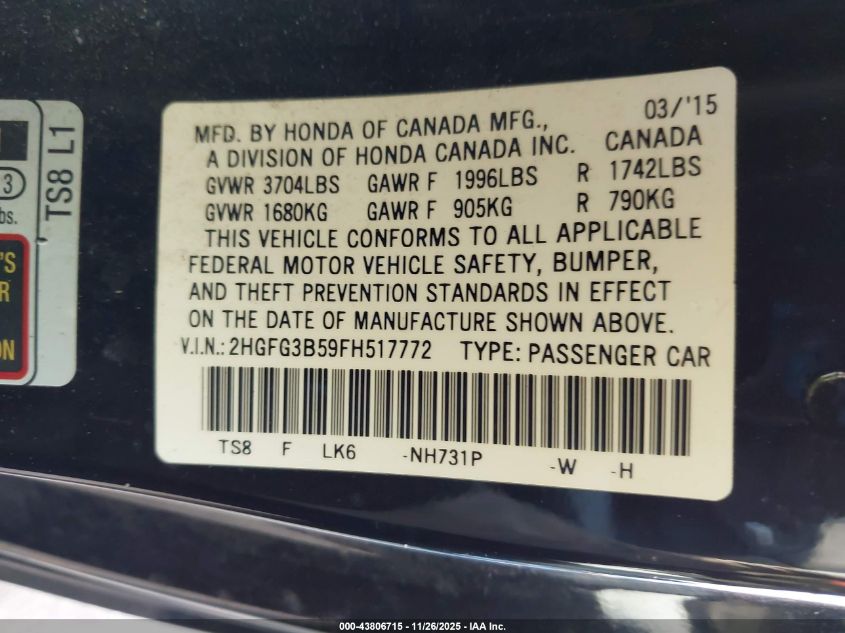 03/'15
MFD. BY HONDA OF CANADA MFG.,
A DIVISION OF HONDA CANADA INC. CANADA
GVWR 3704LBS GAWR F 1996LBS R 1742LBS
GVWR 1680KG GAWR F 905KG R 790KG
THIS VEHICLE CONFORMS TO ALL APPLICABLE
FEDERAL MOTOR VEHICLE SAFETY, BUMPER,
AND THEFT PREVENTION STANDARDS IN EFFECT
ON THE DATE OF MANUFACTURE SHOWN ABOVE.
V.I.N.: 2HGFG3B59FH517772 TYPE: PASSENGER CAR
TS8 F LK6 -NH731P -W -H
TS8 L1
3
bs.
'S
R
ON
000-43806715 - 11/26/2025 - IAA Inc.